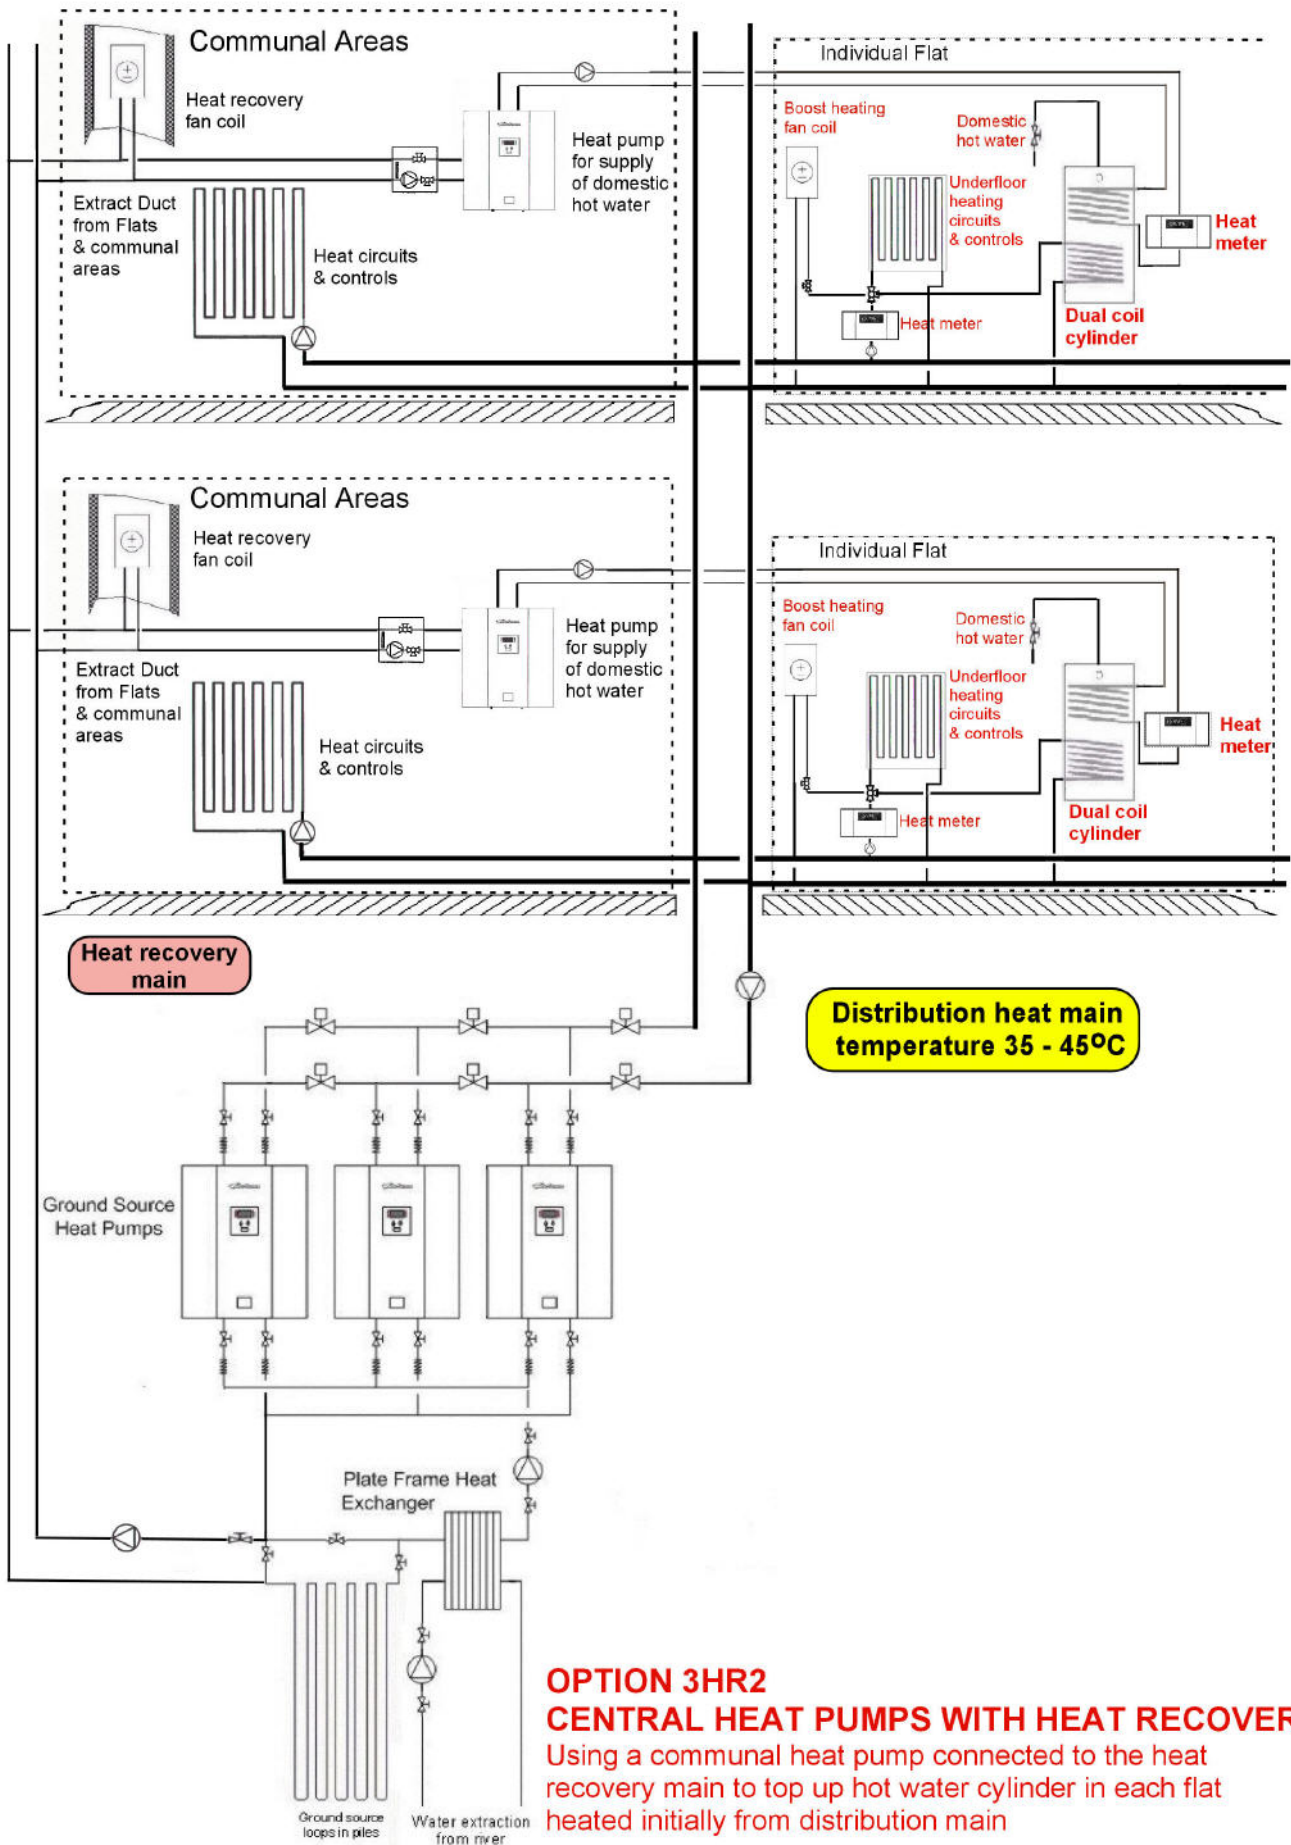 Communal Areas
Heat recovery
fan coil
Heat pump
for supply
of domestic
hot water
Extract Duct
from Flats
& communal
areas
Heat circuits
& controls
Individual Flat
Boost heating
fan coil
Domestic
hot water
Underfloor
heating
circuits
& controls
Heat
meter
Heat meter
Dual coil
cylinder
Communal Areas
Heat recovery
fan coil
Heat pump
for supply
of domestic
hot water
Extract Duct
from Flats
& communal
areas
Heat circuits
& controls
Individual Flat
Boost heating
fan coil
Domestic
hot water
Underfloor
heating
circuits
& controls
Heat
meter
Heat meter
Dual coil
cylinder
Heat recovery
main
Distribution heat main
temperature 35 - 45ºC
Ground Source
Heat Pumps
Plate Frame Heat
Exchanger
Ground source
loops in piles
Water extraction
from river
OPTION 3HR2
CENTRAL HEAT PUMPS WITH HEAT RECOVER
Using a communal heat pump connected to the heat
recovery main to top up hot water cylinder in each flat
heated initially from distribution main